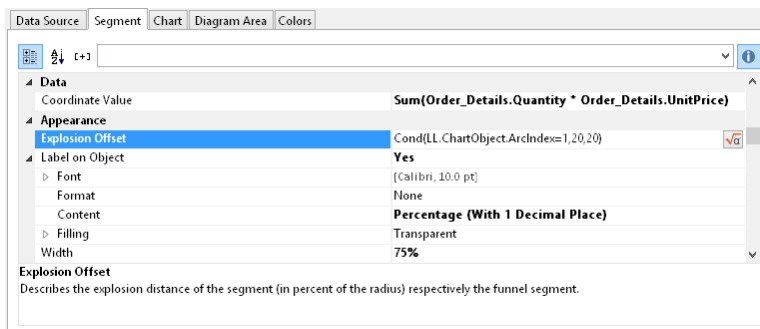 Data Source Segment Chart Diagram Area Colors
Data
Coordinate Value Sum(Order_Details.Quantity * Order_Details.UnitPrice)
Appearance
Explosion Offset Cond(LL.ChartObject.ArcIndex=1,20,20)
Label on Object Yes
Font [Calibri, 10.0 pt]
Format None
Content Percentage (With 1 Decimal Place)
Filling Transparent
Width 75%
Explosion Offset
Describes the explosion distance of the segment (in percent of the radius) respectively the funnel segment.